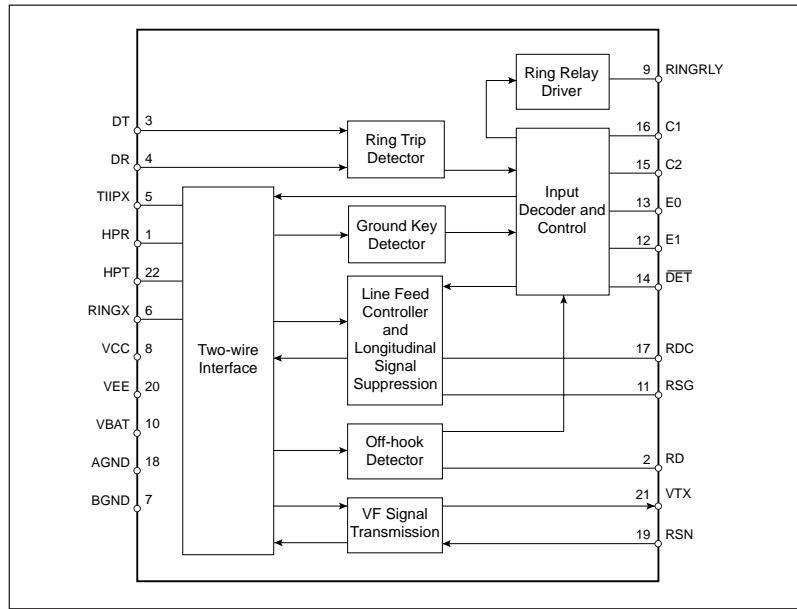 Ring Relay
Driver
9 RINGRLY
DT 3
Ring Trip
Detector
16 C1
DR 4
15 C2
TIIPX 5
Input
Decoder and
Control
13 E0
HPR 1
Ground Key
Detector
12 E1
HPT 22
14 DET
RINGX 6
Line Feed
Controller
and
Longitudinal
Signal
Suppression
Two-wire
Interface
VCC 8
17 RDC
VEE 20
11 RSG
VBAT 10
Off-hook
Detector
AGND 18
2 RD
BGND 7
VF Signal
Transmission
21 VTX
19 RSN